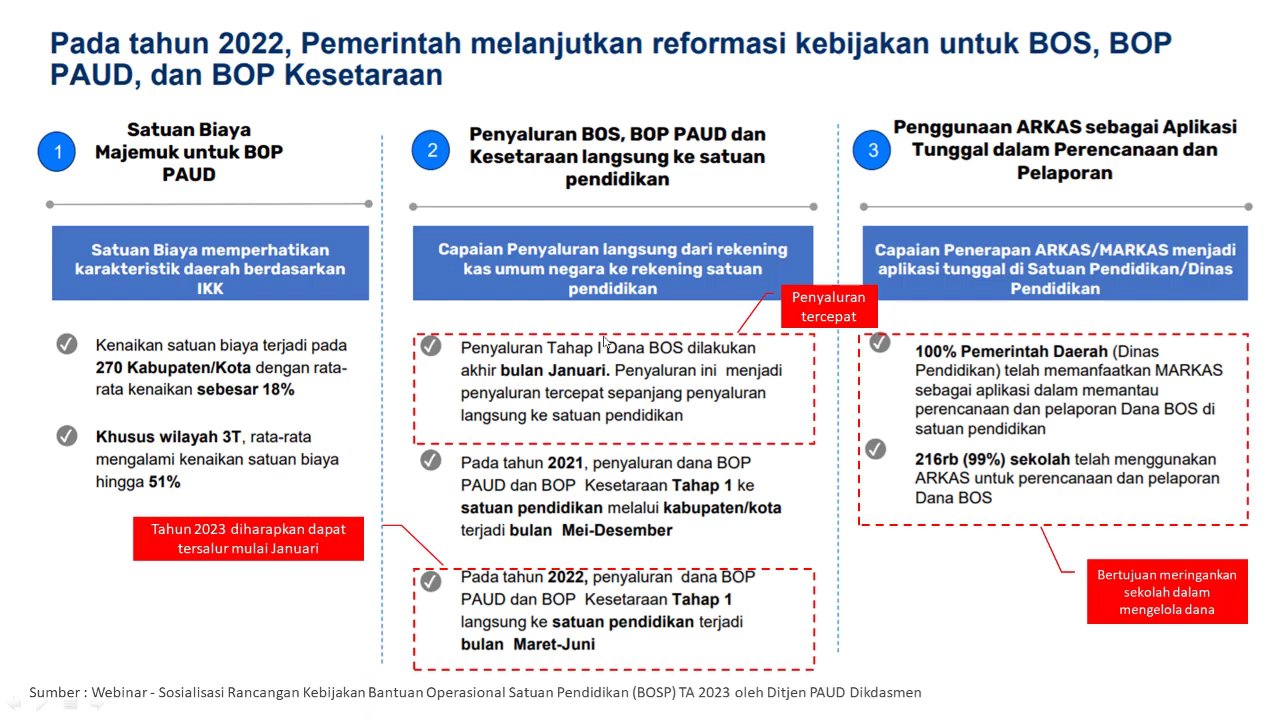 Pada tahun 2022, Pemerintah melanjutkan reformasi kebijakan untuk BOS, BOP
PAUD, dan BOP Kesetaraan
1
Satuan Biaya
Majemuk untuk BOP
PAUD
Satuan Biaya memperhatikan
karakteristik daerah berdasarkan
IKK
Kenaikan satuan biaya terjadi pada
270 Kabupaten/Kota dengan rata-
rata kenaikan sebesar 18%
Khusus wilayah 3T, rata-rata
mengalami kenaikan satuan biaya
hingga 51%
Tahun 2023 diharapkan dapat
tersalur mulai Januari
2
Penyaluran BOS, BOP PAUD dan
Kesetaraan langsung ke satuan
pendidikan
Capaian Penyaluran langsung dari rekening
kas umum negara ke rekening satuan
pendidikan
Penyaluran
tercepat
Penyaluran Tahap I Dana BOS dilakukan
akhir bulan Januari. Penyaluran ini menjadi
penyaluran tercepat sepanjang penyaluran
langsung ke satuan pendidikan
Pada tahun 2021, penyaluran dana BOP
PAUD dan BOP Kesetaraan Tahap 1 ke
satuan pendidikan melalui kabupaten/kota
terjadi bulan Mei-Desember
Pada tahun 2022, penyaluran dana BOP
PAUD dan BOP Kesetaraan Tahap 1
langsung ke satuan pendidikan terjadi
bulan Maret-Juni
3
Penggunaan ARKAS sebagai Aplikasi
Tunggal dalam Perencanaan dan
Pelaporan
Capaian Penerapan ARKAS/MARKAS menjadi
aplikasi tunggal di Satuan Pendidikan/Dinas
Pendidikan
100% Pemerintah Daerah (Dinas
Pendidikan) telah memanfaatkan MARKAS
sebagai aplikasi dalam memantau
perencanaan dan pelaporan Dana BOS di
satuan pendidikan
216rb (99%) sekolah telah menggunakan
ARKAS untuk perencanaan dan pelaporan
Dana BOS
Bertujuan meringankan
sekolah dalam
mengelola dana
Sumber : Webinar - Sosialisasi Rancangan Kebijakan Bantuan Operasional Satuan Pendidikan (BOSP) TA 2023 oleh Ditjen PAUD Dikdasmen